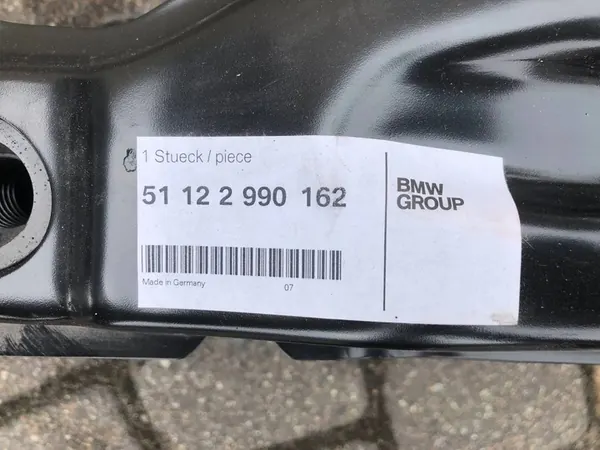 1 Stueck / piece
51 12 2 990 162
BMW
GROUP
Made in Germany
07